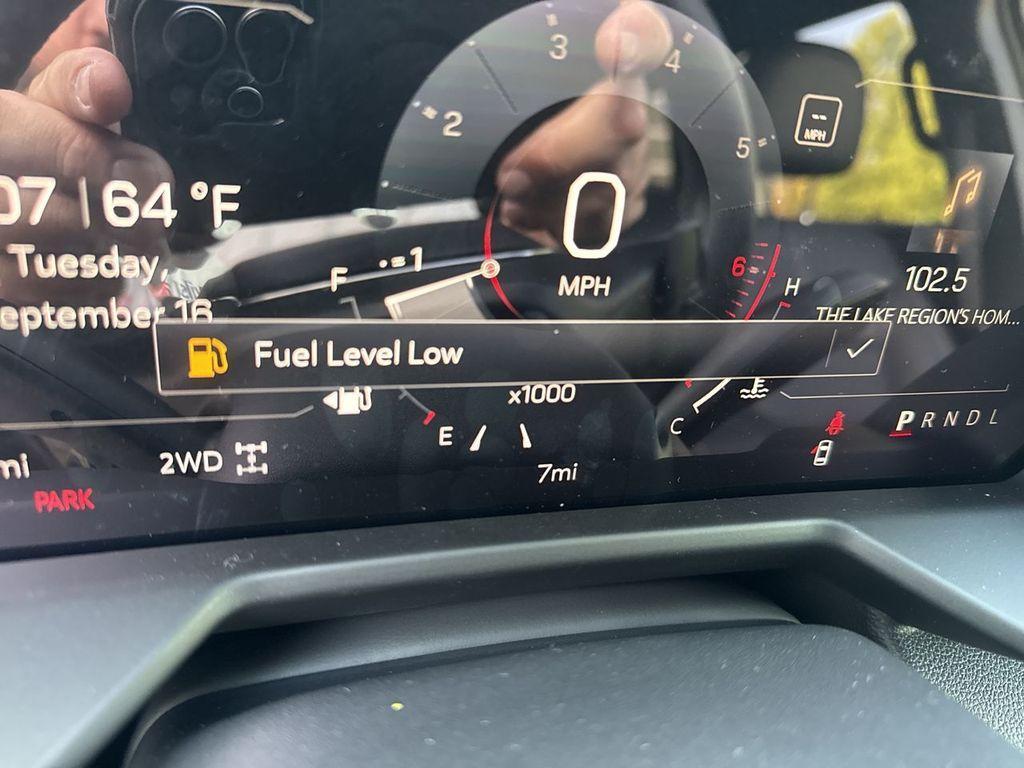 3
4
2
5
MPH
07 | 64 °F
0
Tuesday,
F
1
6
MPH
H
102.5
eptember 16
THE LAKE REGION'S HOM...
Fuel Level Low
x1000
E
C
P R N D L
mi
2WD
7mi
PARK